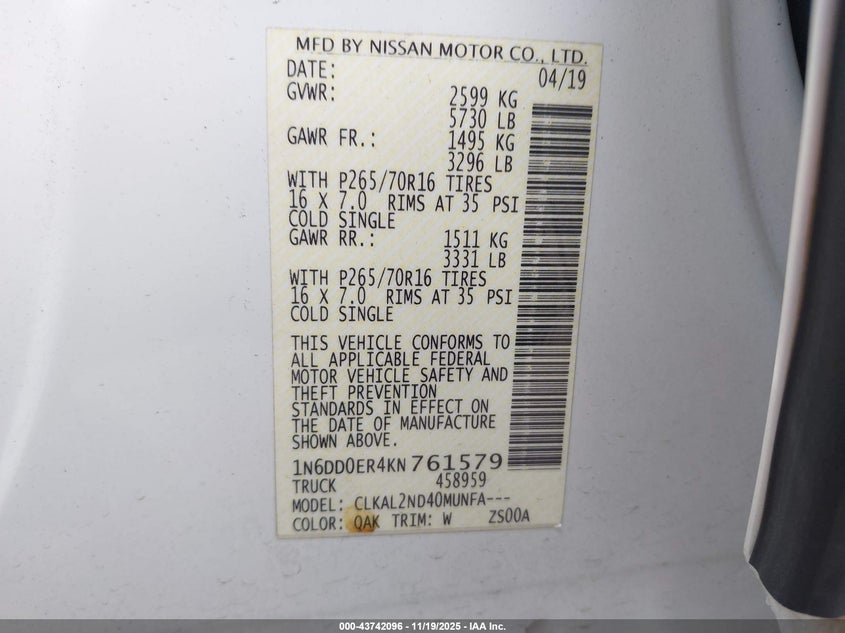 MFD BY NISSAN MOTOR CO., LTD.
DATE: 04/19
GVWR: 2599 KG
5730 LB
GAWR FR.: 1495 KG
3296 LB
WITH P265/70R16 TIRES
16 X 7.0 RIMS AT 35 PSI
COLD SINGLE
GAWR RR.: 1511 KG
3331 LB
WITH P265/70R16 TIRES
16 X 7.0 RIMS AT 35 PSI
COLD SINGLE
THIS VEHICLE CONFORMS TO
ALL APPLICABLE FEDERAL
MOTOR VEHICLE SAFETY AND
THEFT PREVENTION
STANDARDS IN EFFECT ON
THE DATE OF MANUFACTURE
SHOWN ABOVE.
1N6DD0ER4KN761579
TRUCK 458959
MODEL: CLKAL2ND40MUNFA---
COLOR: QAK TRIM: W ZS00A
000-43742096 - 11/19/2025 - IAA Inc.